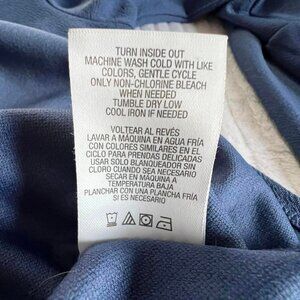 TURN INSIDE OUT
MACHINE WASH COLD WITH LIKE
COLORS, GENTLE CYCLE
ONLY NON-CHLORINE BLEACH
WHEN NEEDED
TUMBLE DRY LOW
COOL IRON IF NEEDED
VOLTEAR AL REVÉS
LAVAR A MÁQUINA EN AGUA FRÍA
CON COLORES SIMILARES EN EL
CICLO PARA PRENDAS DELICADAS
USAR SOLO BLANQUEADOR SIN
CLORO CUANDO SEA NECESARIO
SECAR EN MÁQUINA A
TEMPERATURA BAJA
PLANCHAR CON UNA PLANCHA FRÍA
SI ES NECESARIO